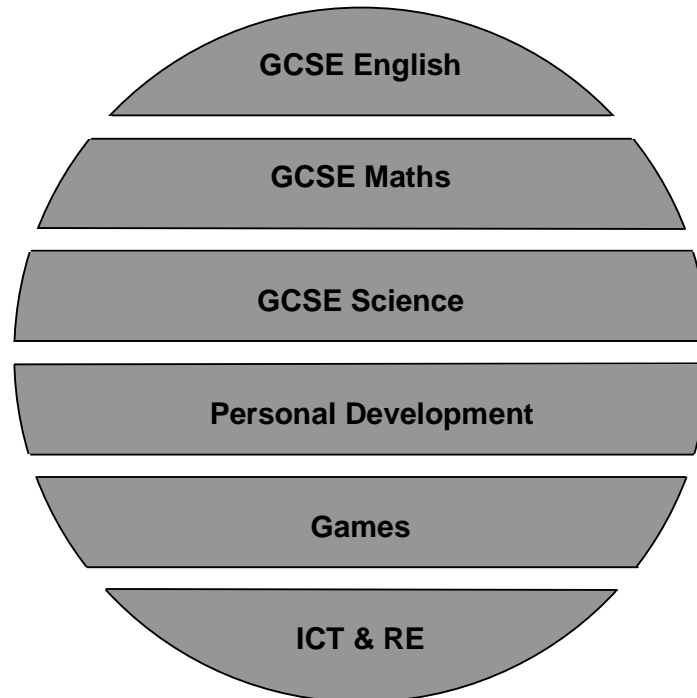 GCSE English
GCSE Maths
GCSE Science
Personal Development
Games
ICT & RE